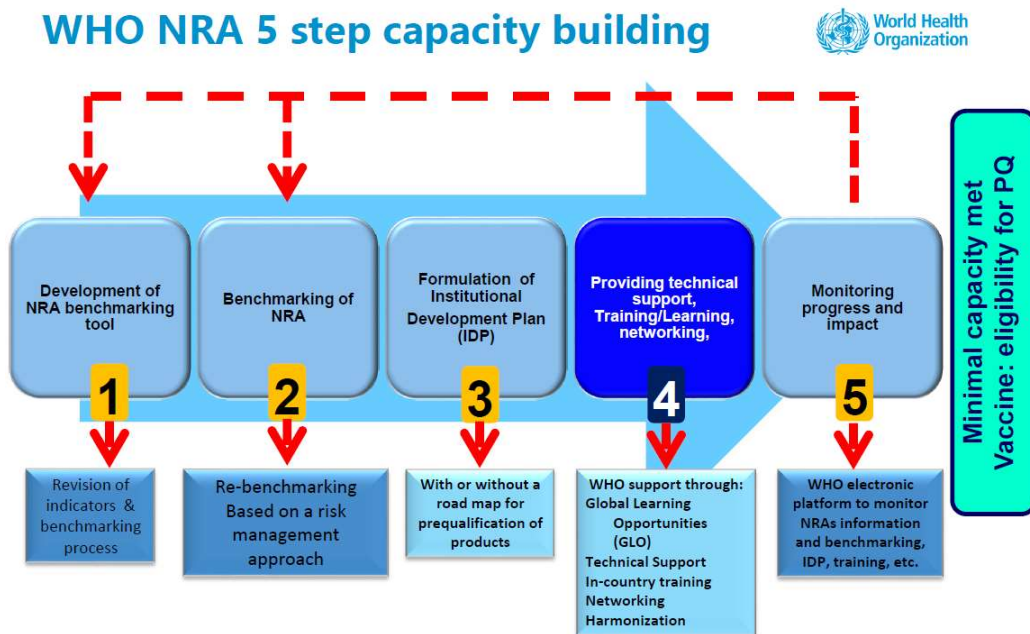 WHO NRA 5 step capacity building
World Health
Organization
Development of
NRA benchmarking
tool
1
Revision of
indicators &
benchmarking
process
Benchmarking of
NRA
2
Re-benchmarking
Based on a risk
management
approach
Formulation of
Institutional
Development Plan
(IDP)
3
With or without a
road map for
prequalification of
products
Providing technical
support,
Training/Learning,
networking,
4
WHO support through:
Global Learning
Opportunities
(GLO)
Technical Support
In-country training
Networking
Harmonization
Monitoring
progress and
impact
5
WHO electronic
platform to monitor
NRAs information
and benchmarking,
IDP, training, etc.
Minimal capacity met
Vaccine: eligibility for PQ